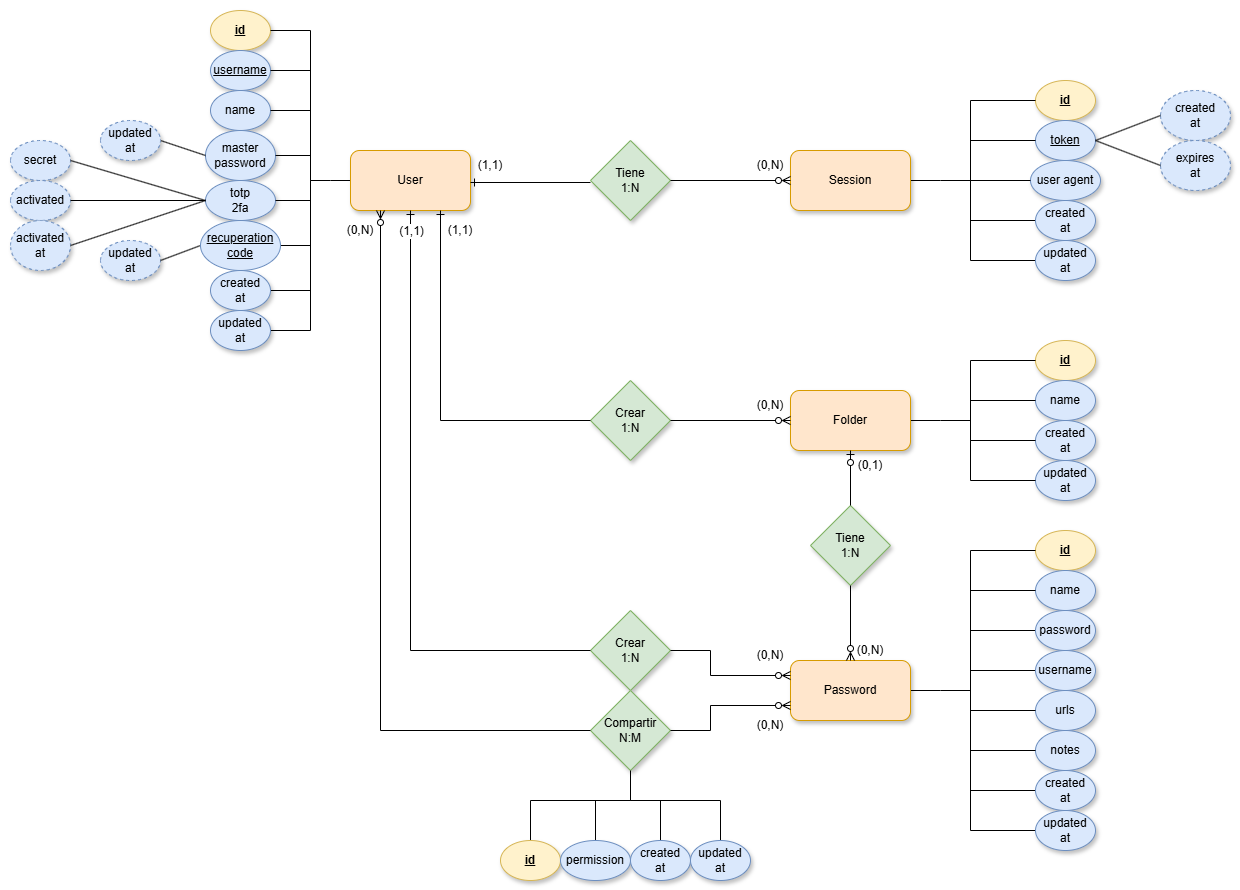 id
username
name
master
password
totp
2fa
recuperation
code
created
at
updated
at
updated
at
secret
activated
activated
at
updated
at
User
(1,1)
(0,N)
(1,1)
(1,1)
Tiene
1:N
(0,N)
Session
id
token
user agent
created
at
updated
at
created
at
expires
at
Crear
1:N
(0,N)
Folder
(0,1)
id
name
created
at
updated
at
Tiene
1:N
(0,N)
Crear
1:N
(0,N)
Password
Compartir
N:M
(0,N)
id
name
password
username
urls
notes
created
at
updated
at
id
permission
created
at
updated
at